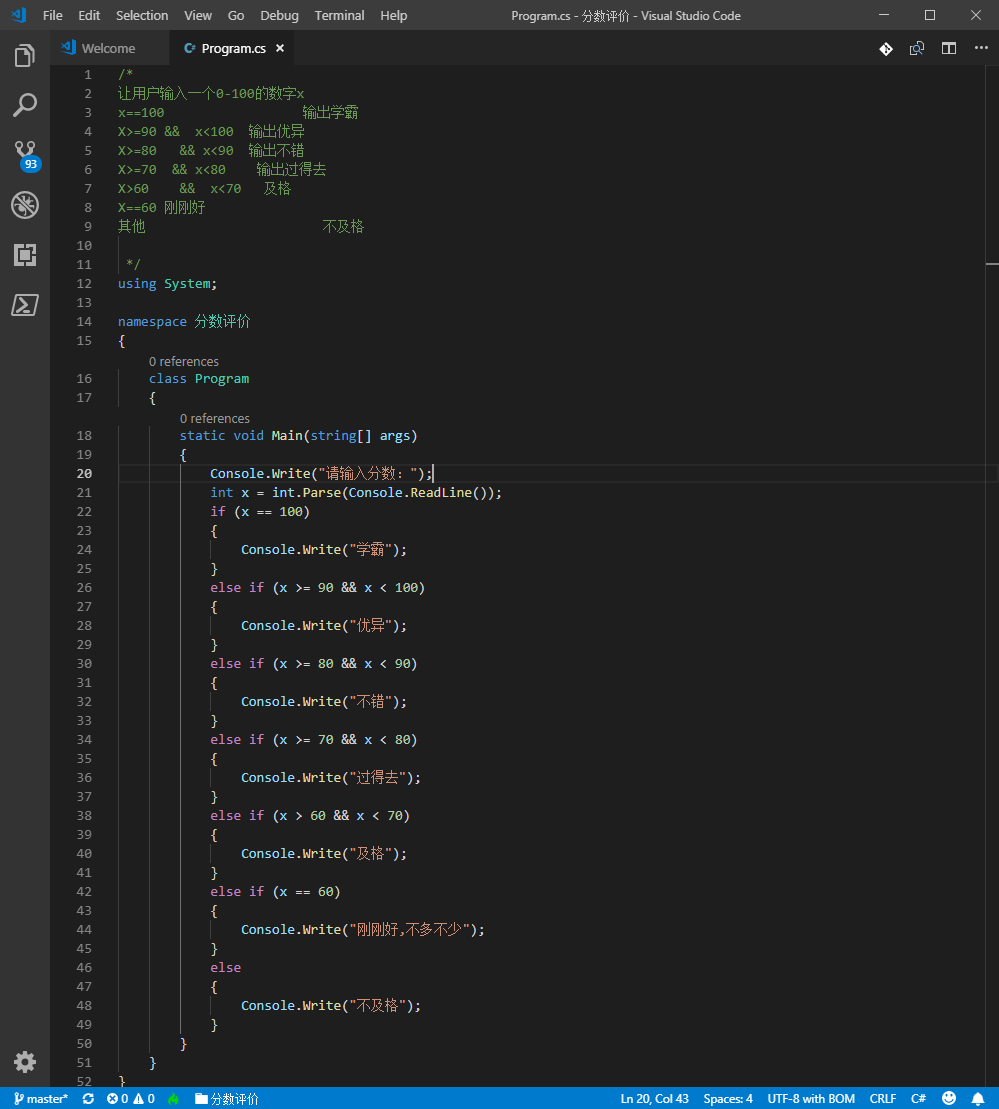 File Edit Selection View Go Debug Terminal Help Program.cs - 分数评价 - Visual Studio Code
Welcome Program.cs
93
1 /*
2 让用户输入一个0-100的数字x
3 x==100 输出学霸
4 X>=90 && x<100 输出优异
5 X>=80 && x<90 输出不错
6 X>=70 && x<80 输出过得去
7 X>60 && x<70 及格
8 X==60 刚刚好
9 其他 不及格
10
11 */
12 using System;
13
14 namespace 分数评价
15 {
0 references
16 class Program
17 {
0 references
18 static void Main(string[] args)
19 {
20 Console.Write("请输入分数：");
21 int x = int.Parse(Console.ReadLine());
22 if (x == 100)
23 {
24 Console.Write("学霸");
25 }
26 else if (x >= 90 && x < 100)
27 {
28 Console.Write("优异");
29 }
30 else if (x >= 80 && x < 90)
31 {
32 Console.Write("不错");
33 }
34 else if (x >= 70 && x < 80)
35 {
36 Console.Write("过得去");
37 }
38 else if (x > 60 && x < 70)
39 {
40 Console.Write("及格");
41 }
42 else if (x == 60)
43 {
44 Console.Write("刚刚好,不多不少");
45 }
46 else
47 {
48 Console.Write("不及格");
49 }
50 }
51 }
52 }
master* 0 0 分数评价 Ln 20, Col 43 Spaces: 4 UTF-8 with BOM CRLF C#